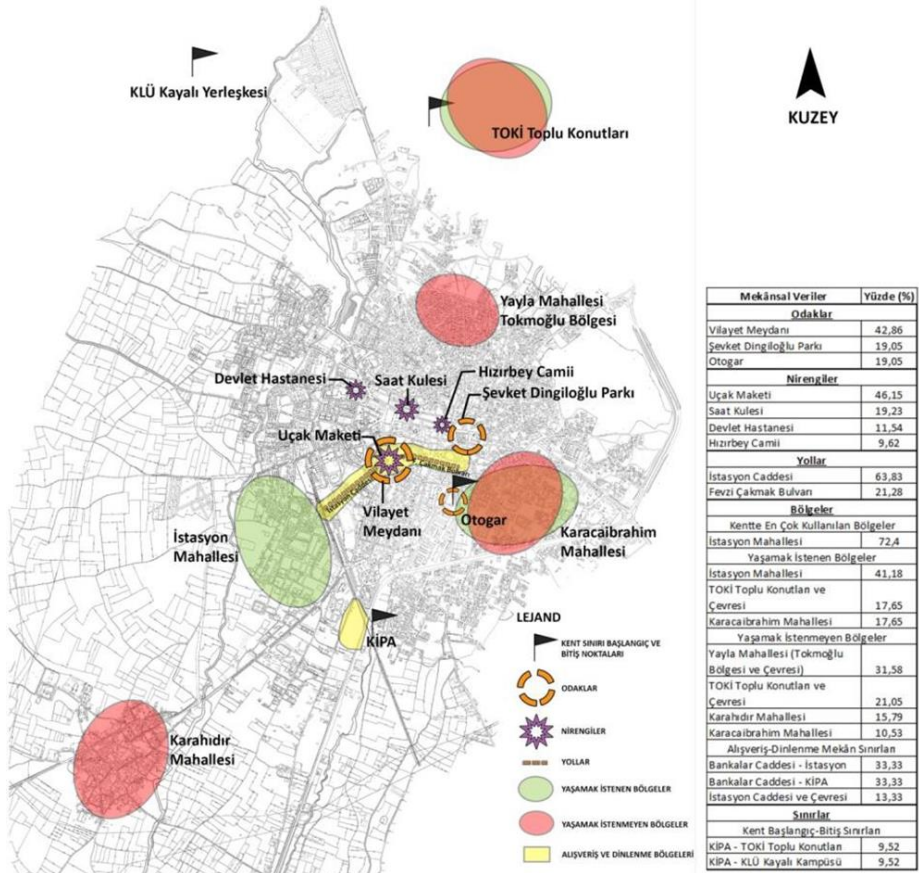 KLÜ Kayalı Yerleşkesi
TOKİ Toplu Konutları
KUZEY
Yayla Mahallesi
Tokmoğlu Bölgesi
Devlet Hastanesi
Saat Kulesi
Hızırbey Camii
Şevket Dingiloğlu Parkı
Uçak Maketi
Çakmak Bulvarı
İstasyon Caddesi
Vilayet
Meydanı
Otogar
Karacaibrahim
Mahallesi
İstasyon
Mahallesi
KİPA
Karahıdır
Mahallesi
LEJAND
KENT SINIRI BAŞLANGIÇ VE
BİTİŞ NOKTALARI
ODAKLAR
NİRENGİLER
YOLLAR
YAŞAMAK İSTENEN BÖLGELER
YAŞAMAK İSTENMEYEN BÖLGELER
ALIŞVERİŞ VE DİNLENME BÖLGELERİ
Mekânsal Veriler Yüzde (%)
Odaklar
Vilayet Meydanı 42,86
Şevket Dingiloğlu Parkı 19,05
Otogar 19,05
Nirengiler
Uçak Maketi 46,15
Saat Kulesi 19,23
Devlet Hastanesi 11,54
Hızırbey Camii 9,62
Yollar
İstasyon Caddesi 63,83
Fevzi Çakmak Bulvarı 21,28
Bölgeler
Kentte En Çok Kullanılan Bölgeler
İstasyon Mahallesi 72,4
Yaşamak İstenen Bölgeler
İstasyon Mahallesi 41,18
TOKİ Toplu Konutları ve
Çevresi 17,65
Karacaibrahim Mahallesi 17,65
Yaşamak İstenmeyen Bölgeler
Yayla Mahallesi (Tokmoğlu
Bölgesi ve Çevresi) 31,58
TOKİ Toplu Konutları ve
Çevresi 21,05
Karahıdır Mahallesi 15,79
Karacaibrahim Mahallesi 10,53
Alışveriş-Dinlenme Mekân Sınırları
Bankalar Caddesi - İstasyon 33,33
Bankalar Caddesi - KİPA 33,33
İstasyon Caddesi ve Çevresi 13,33
Sınırlar
Kent Başlangıç-Bitiş Sınırları
KİPA - TOKİ Toplu Konutları 9,52
KİPA - KLÜ Kayalı Kampüsü 9,52